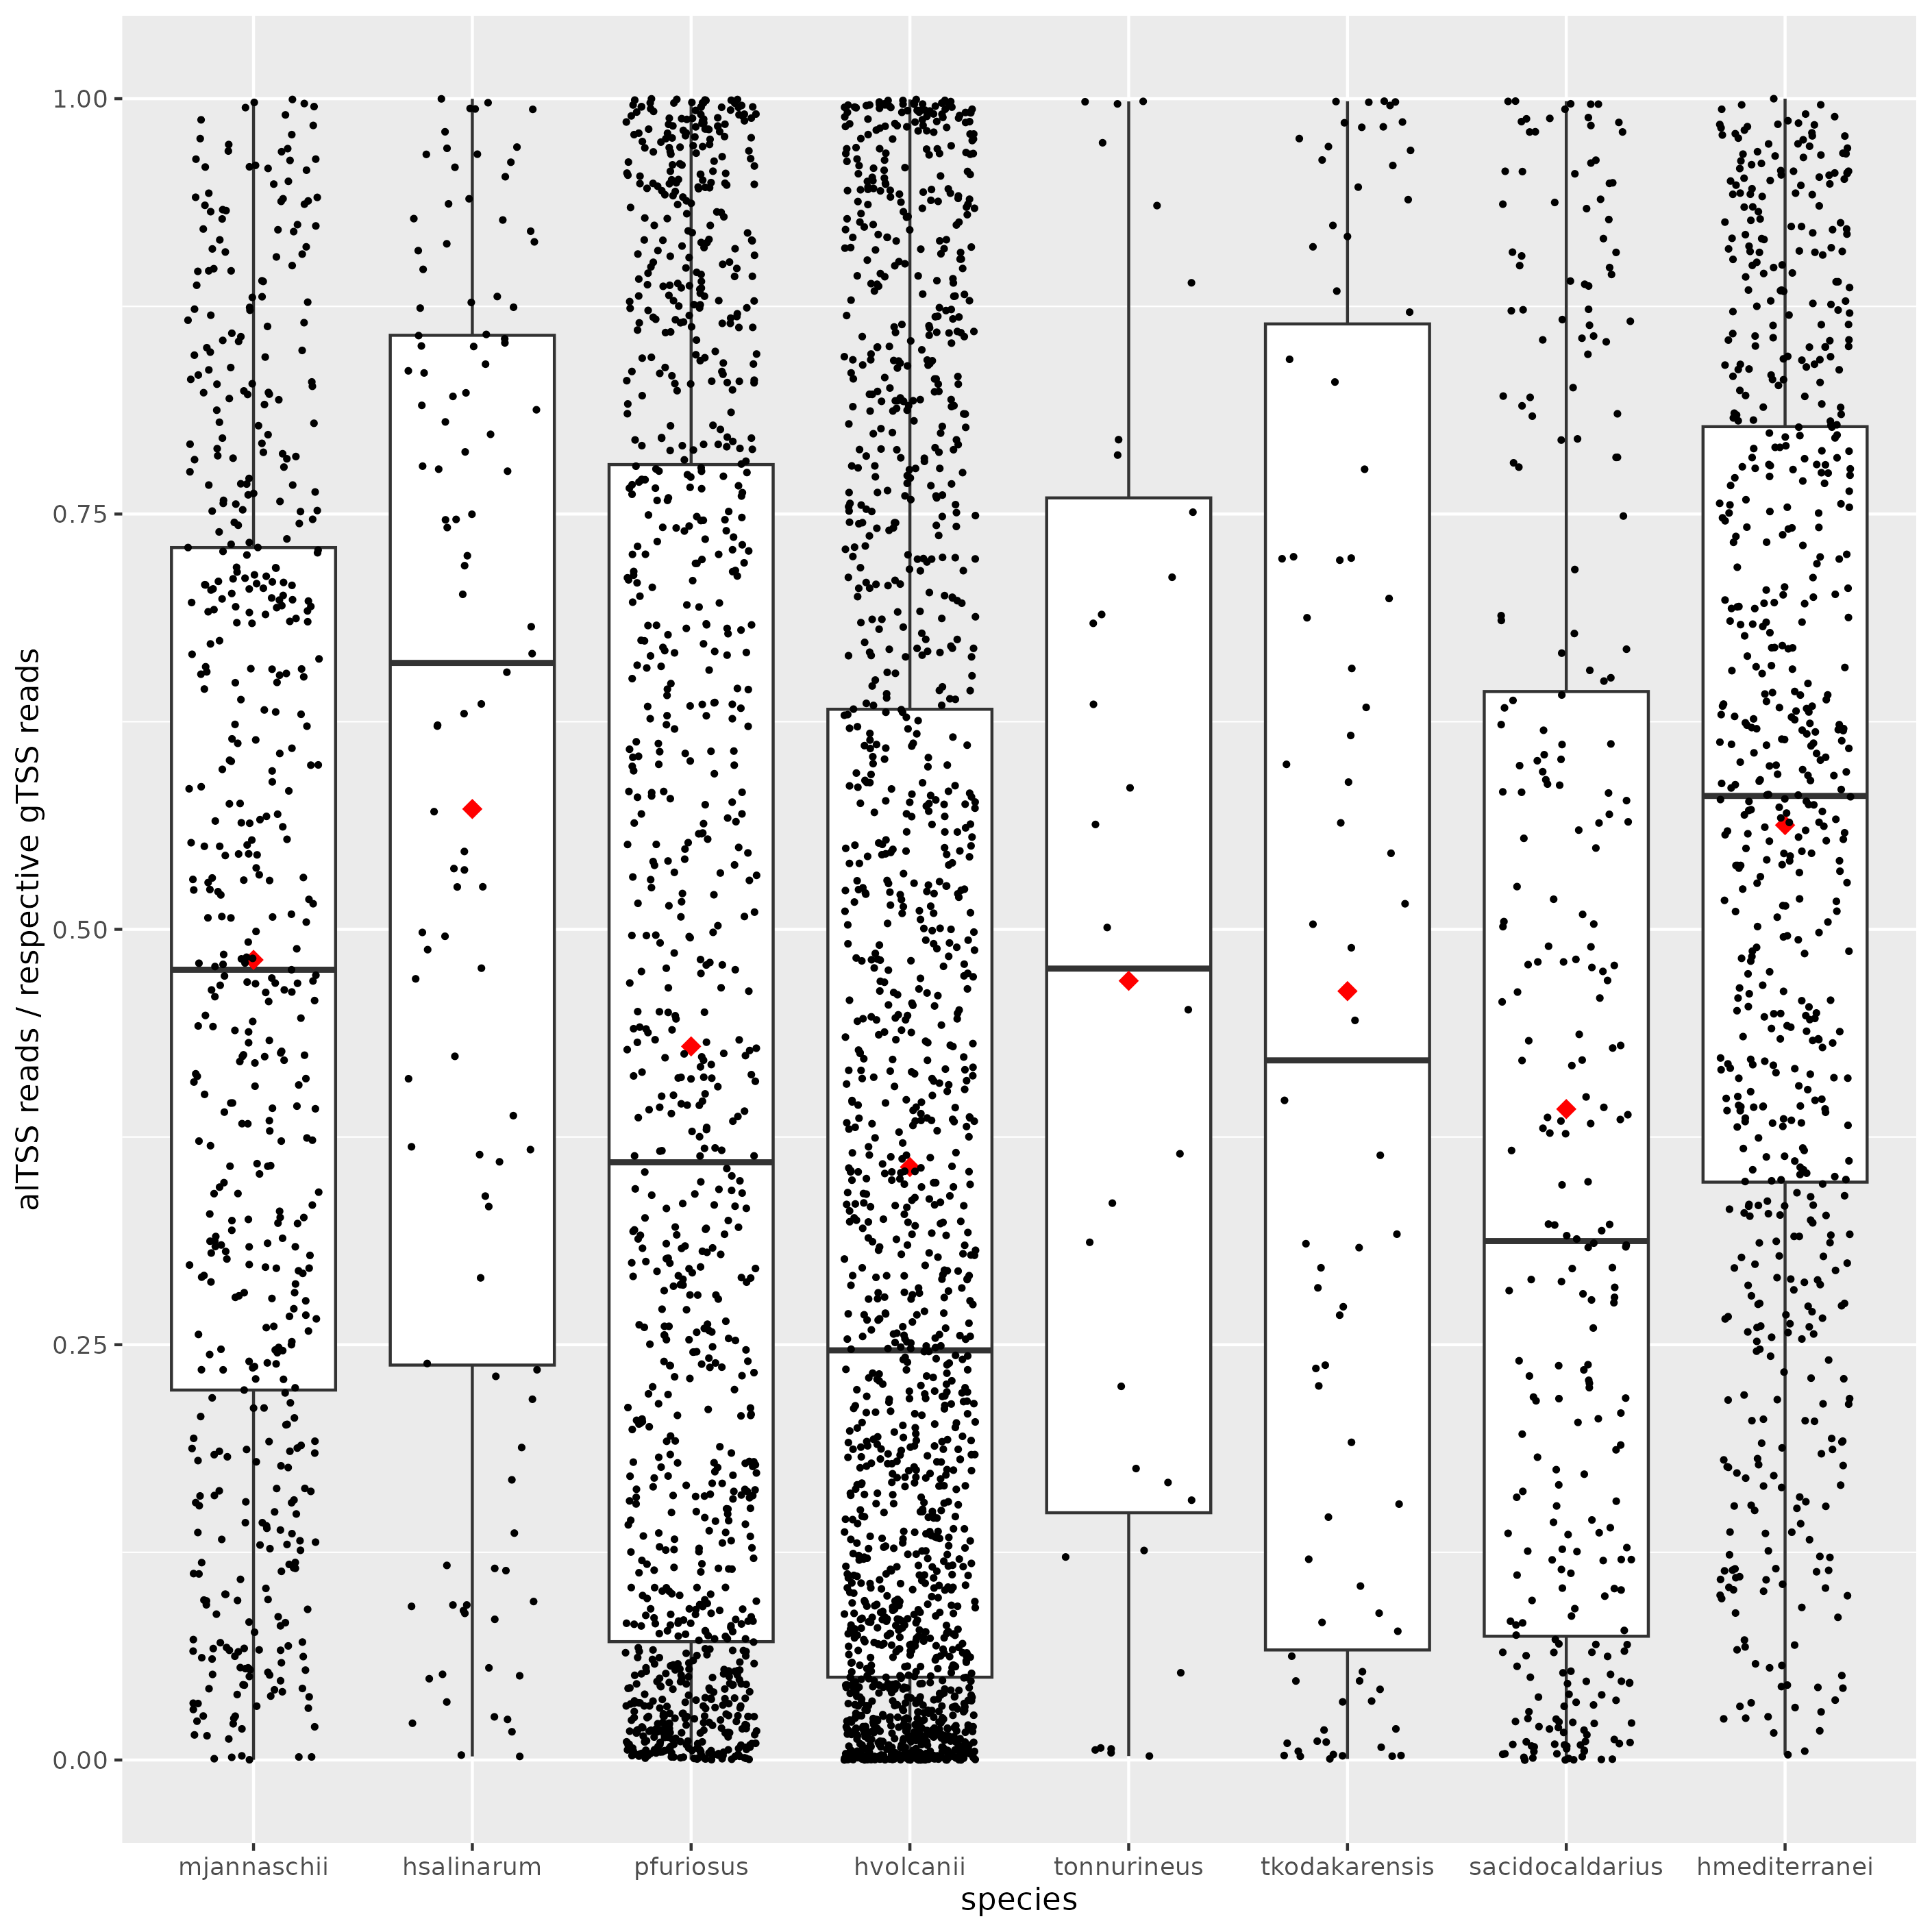 aITSS reads / respective gTSS reads
1.00
0.75
0.50
0.25
0.00
mjannaschii hsalinarum pfuriosus hvolcanii tonnurineus tkodakarensis sacidocaldarius hmediterranei
species